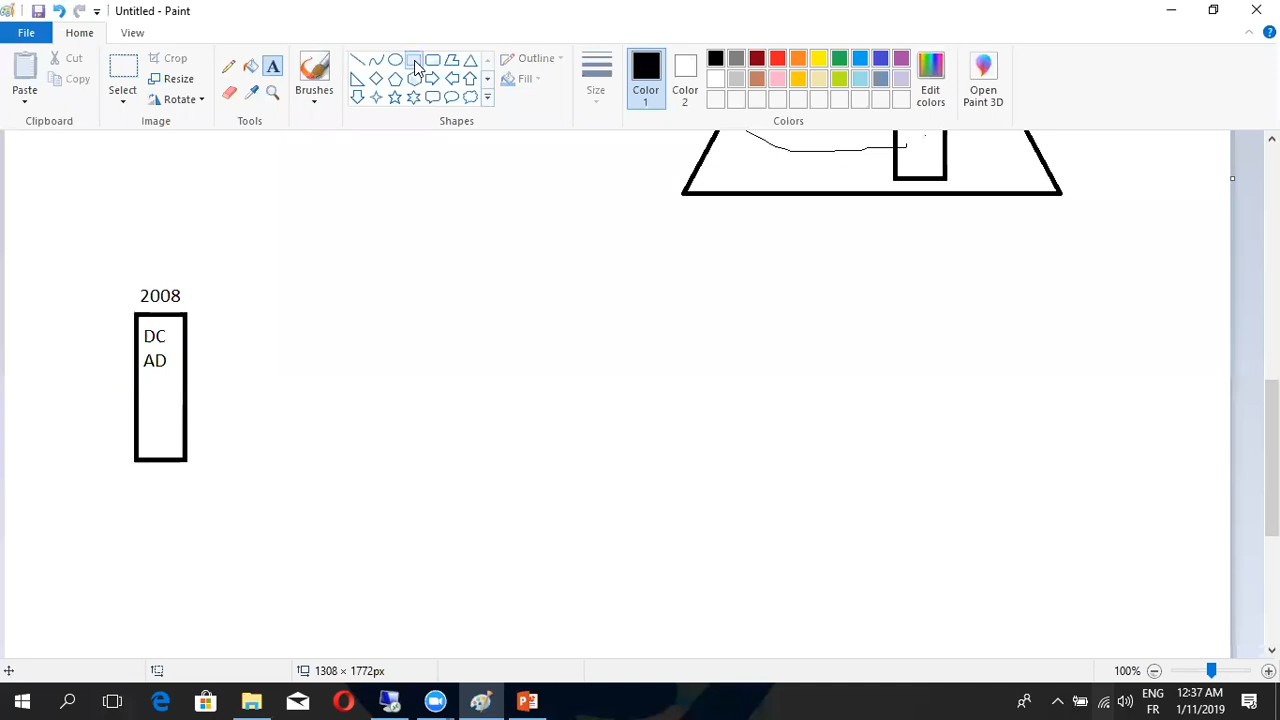 Untitled - Paint
File
Home
View
Paste
Cut
Copy
Clipboard
Select
Crop
Resize
Rotate
Image
A
Tools
Brushes
Shapes
Outline
Fill
Size
Color 1
Color 2
Colors
Edit colors
Open Paint 3D
2008
DC
AD
1308 × 1772px
100%
ENG
FR
12:37 AM
1/11/2019